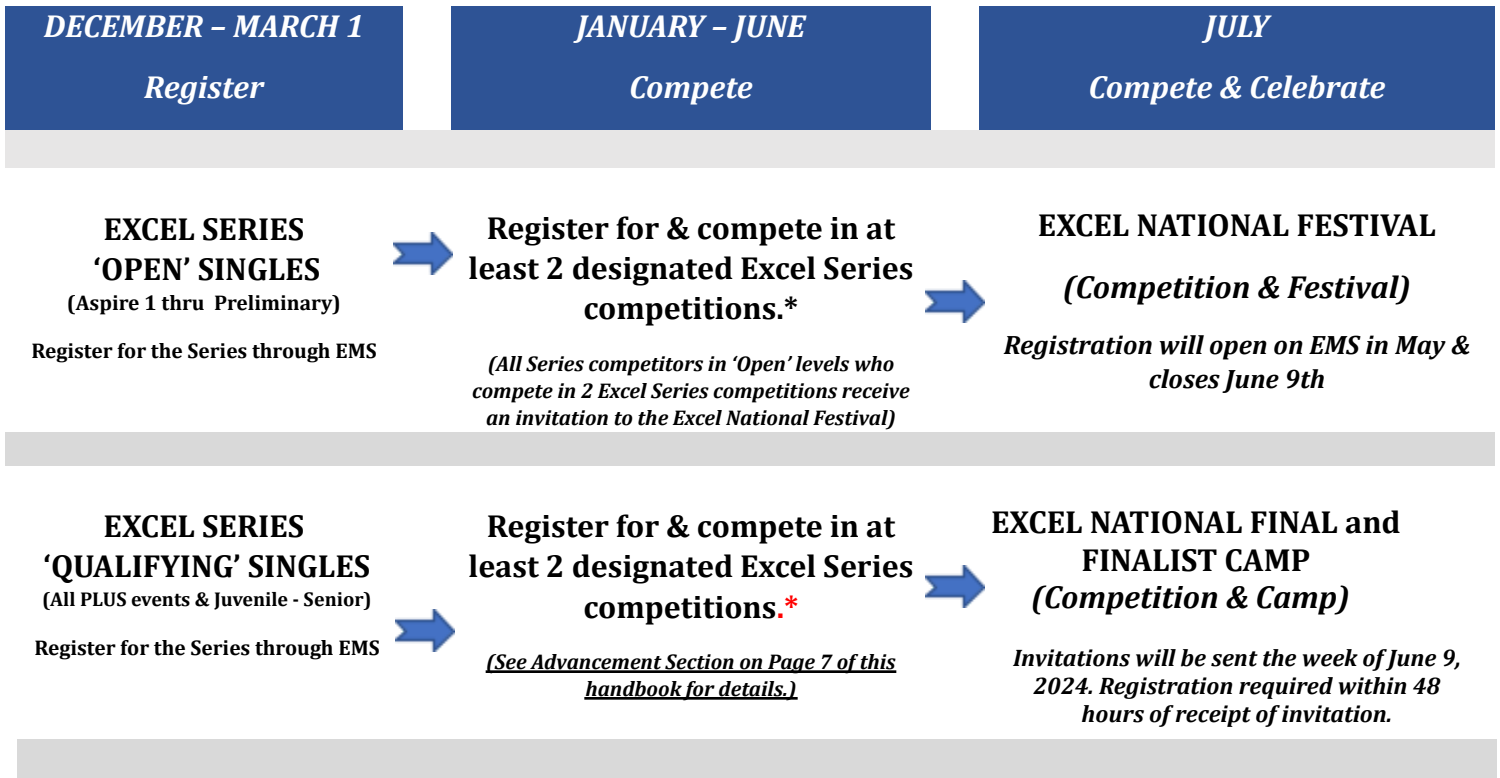 DECEMBER – MARCH 1
Register
JANUARY – JUNE
Compete
JULY
Compete & Celebrate
EXCEL SERIES
‘OPEN’ SINGLES
(Aspire 1 thru Preliminary)
Register for the Series through EMS
Register for & compete in at
least 2 designated Excel Series
competitions.*
(All Series competitors in ‘Open’ levels who
compete in 2 Excel Series competitions receive
an invitation to the Excel National Festival)
EXCEL NATIONAL FESTIVAL
(Competition & Festival)
Registration will open on EMS in May &
closes June 9th
EXCEL SERIES
‘QUALIFYING’ SINGLES
(All PLUS events & Juvenile - Senior)
Register for the Series through EMS
Register for & compete in at
least 2 designated Excel Series
competitions.*
(See Advancement Section on Page 7 of this
handbook for details.)
EXCEL NATIONAL FINAL and
FINALIST CAMP
(Competition & Camp)
Invitations will be sent the week of June 9,
2024. Registration required within 48
hours of receipt of invitation.